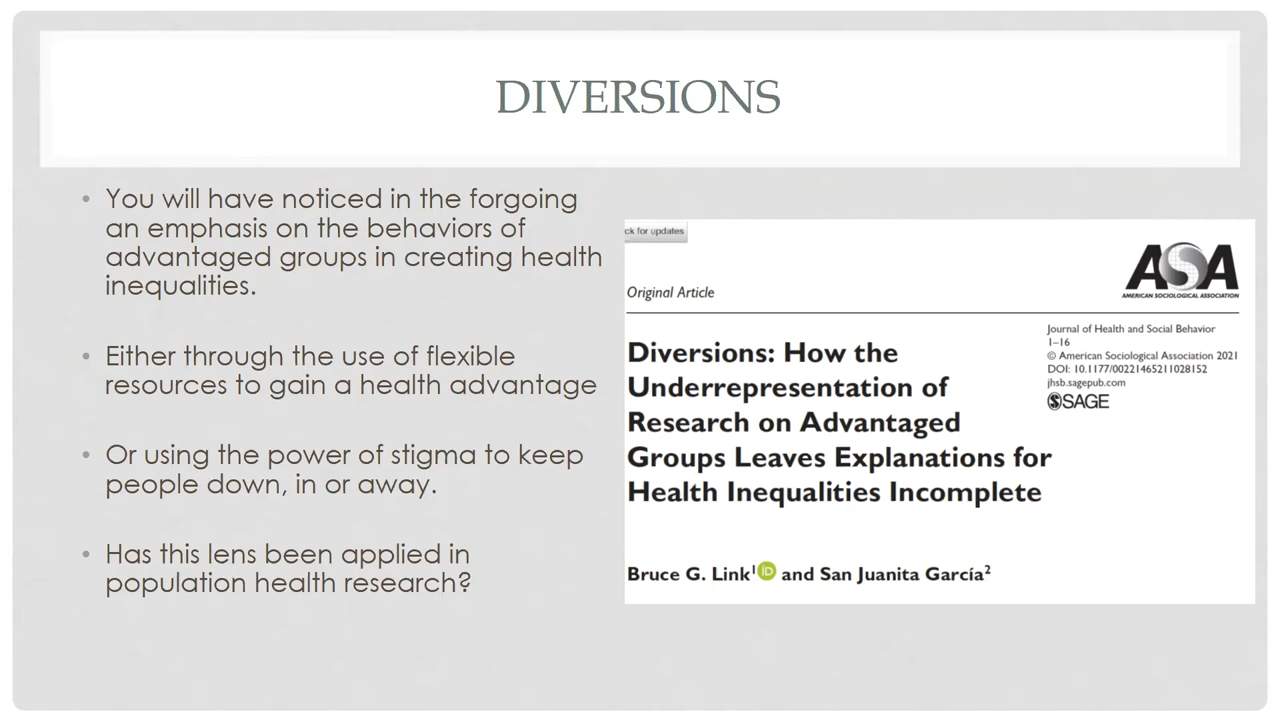 DIVERSIONS
• You will have noticed in the forgoing
an emphasis on the behaviors of
advantaged groups in creating health
inequalities.
• Either through the use of flexible
resources to gain a health advantage
• Or using the power of stigma to keep
people down, in or away.
• Has this lens been applied in
population health research?
ck for updates
ASA
AMERICAN SOCIOLOGICAL ASSOCIATION
Original Article
Journal of Health and Social Behavior
1–16
© American Sociological Association 2021
DOI: 10.1177/00221465211028152
jhsb.sagepub.com
SAGE
Diversions: How the
Underrepresentation of
Research on Advantaged
Groups Leaves Explanations for
Health Inequalities Incomplete
Bruce G. Link¹ iD and San Juanita García²